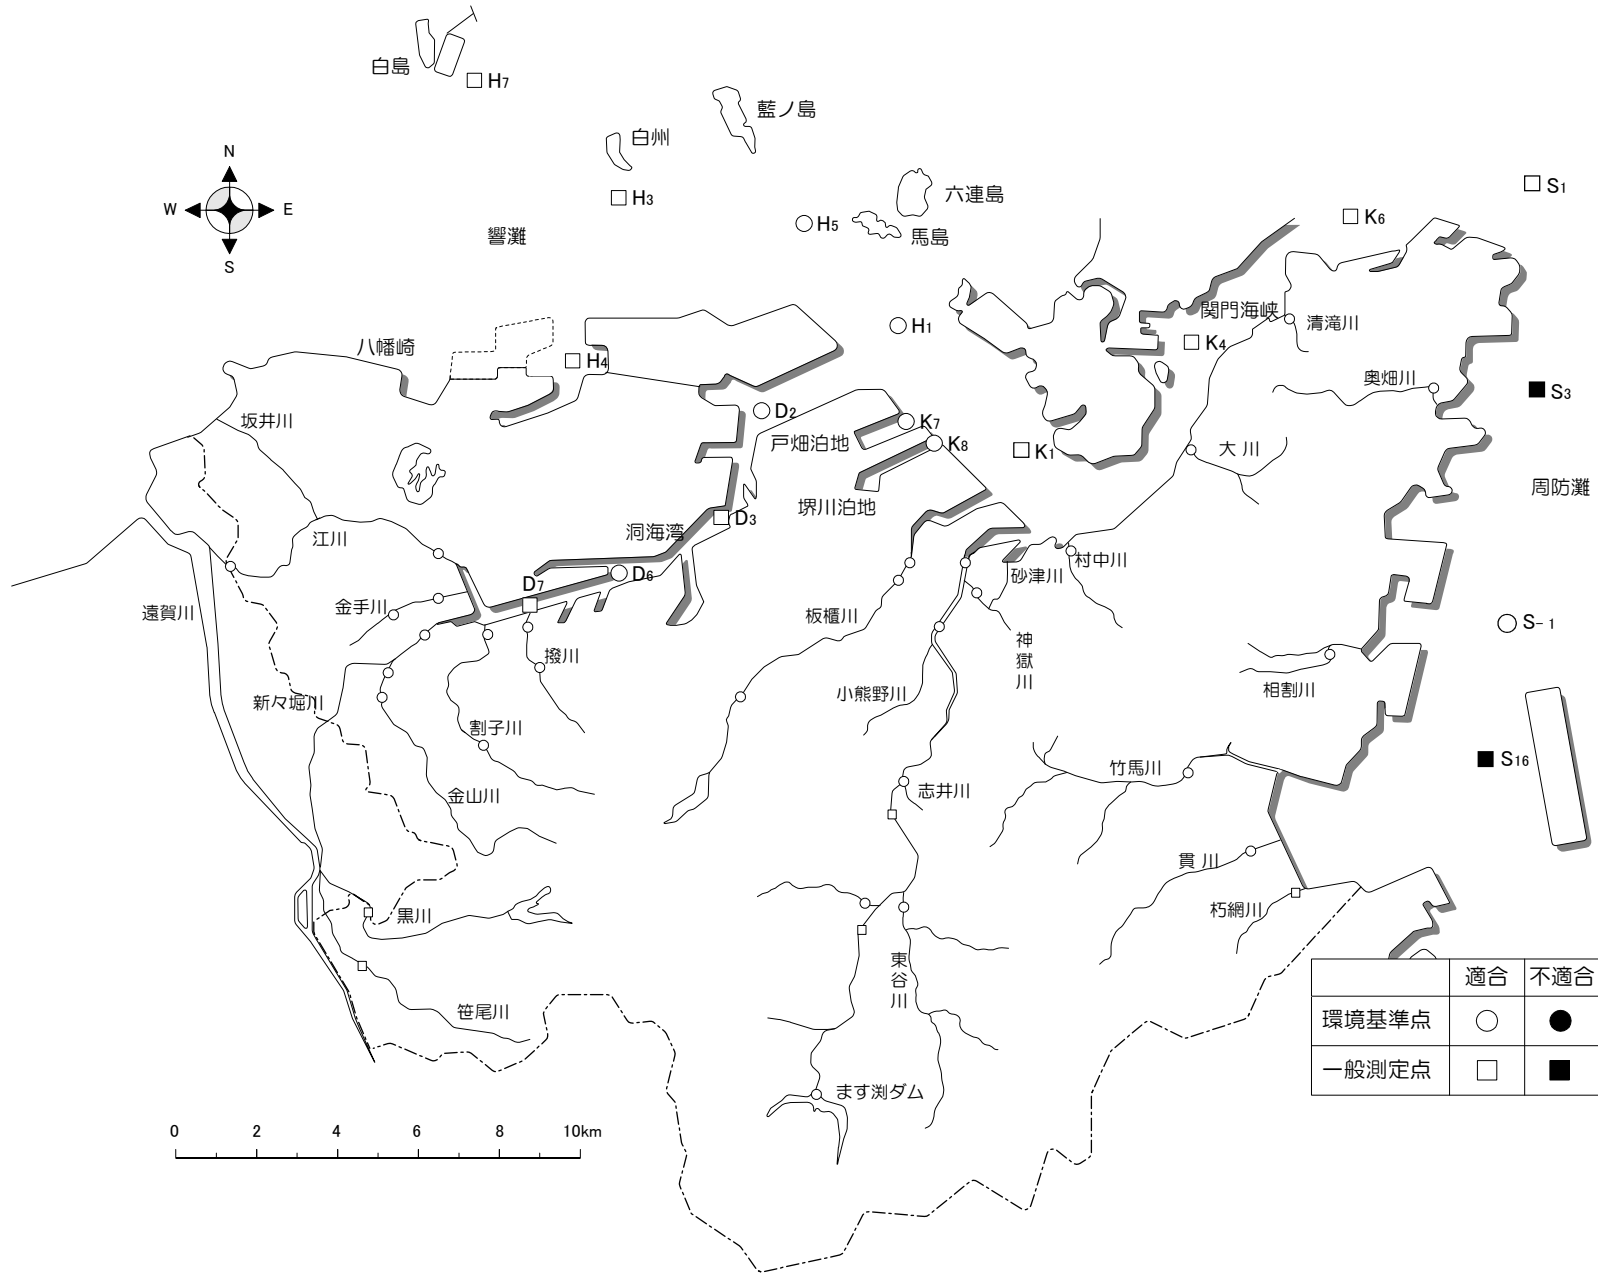 白島
H7
藍ノ島
白州
N
W
E
S
H3
六連島
S1
K6
H5
馬島
響灘
関門海峡
H1
清滝川
K4
八幡崎
H4
奥畑川
S3
D2
坂井川
K7
戸畑泊地
K8
K1
大川
周防灘
堺川泊地
D3
洞海湾
江川
村中川
D7
D6
砂津川
金手川
遠賀川
板櫃川
S-1
神嶽川
撥川
相割川
小熊野川
新々堀川
割子川
S16
竹馬川
金山川
志井川
貫川
朽網川
黒川
東谷川
適合
不適合
笹尾川
環境基準点
一般測定点
ます渕ダム
0 2 4 6 8 10km